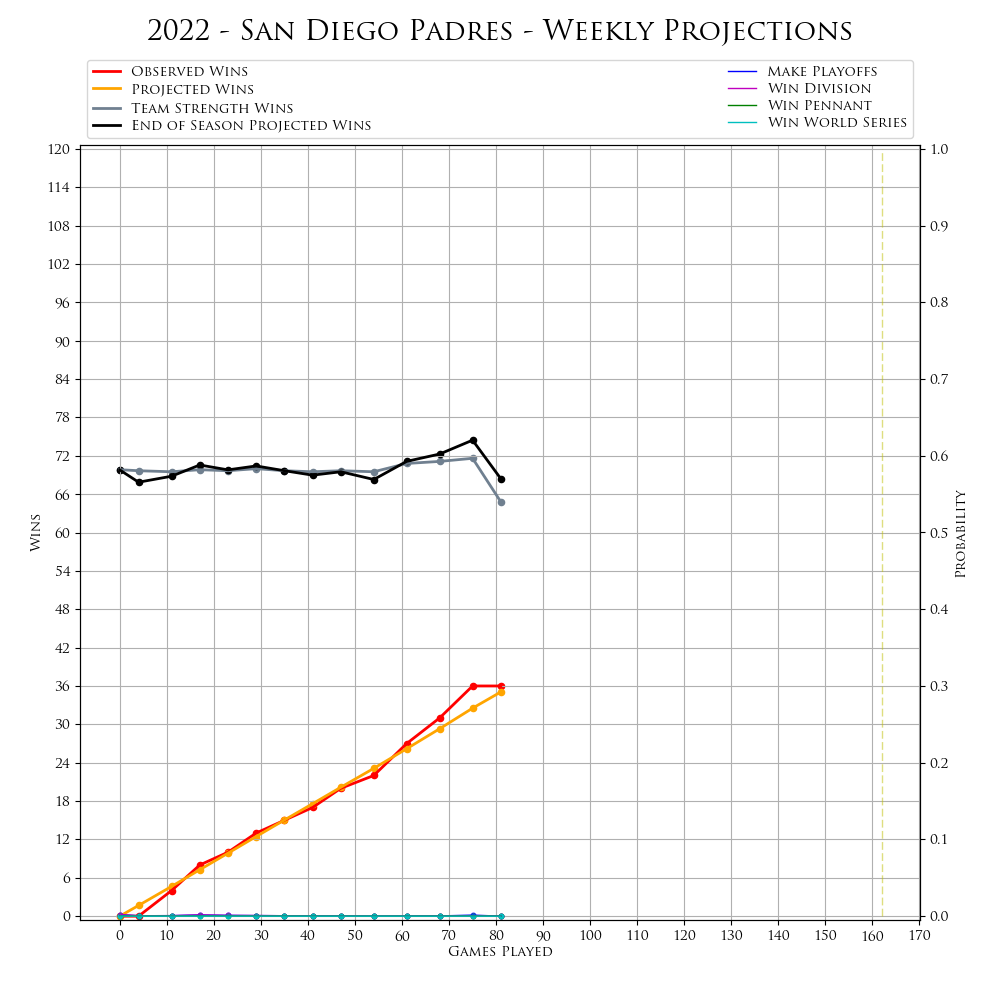 2022 - San Diego Padres - Weekly Projections
Observed Wins
Projected Wins
Team Strength Wins
End of Season Projected Wins
Make Playoffs
Win Division
Win Pennant
Win World Series
120
114
108
102
96
90
84
78
72
66
60
54
48
42
36
30
24
18
12
6
0
Wins
1.0
0.9
0.8
0.7
0.6
0.5
0.4
0.3
0.2
0.1
0.0
Probability
0 10 20 30 40 50 60 70 80 90 100 110 120 130 140 150 160 170
Games Played